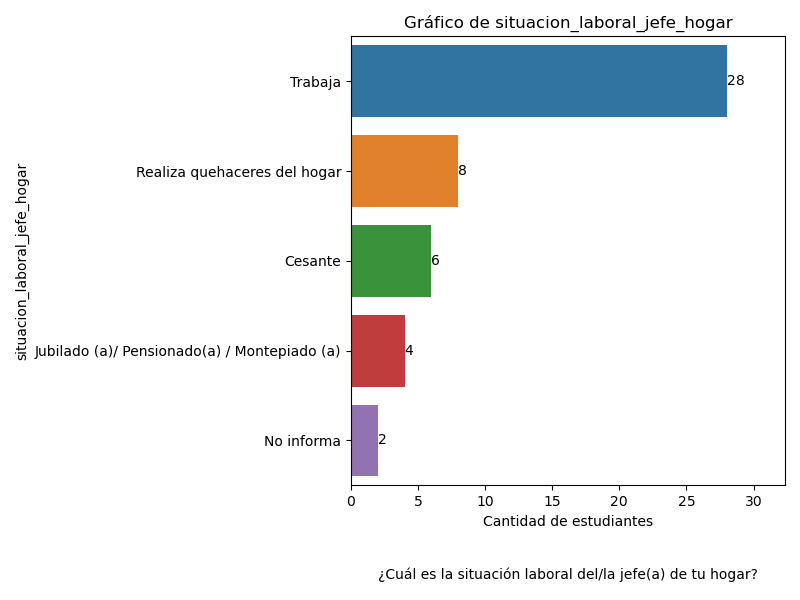 Gráfico de situacion_laboral_jefe_hogar
situacion_laboral_jefe_hogar
Trabaja
28
Realiza quehaceres del hogar
8
Cesante
6
Jubilado (a)/ Pensionado(a) / Montepiado (a)
4
No informa
2
0 5 10 15 20 25 30
Cantidad de estudiantes
¿Cuál es la situación laboral del/la jefe(a) de tu hogar?